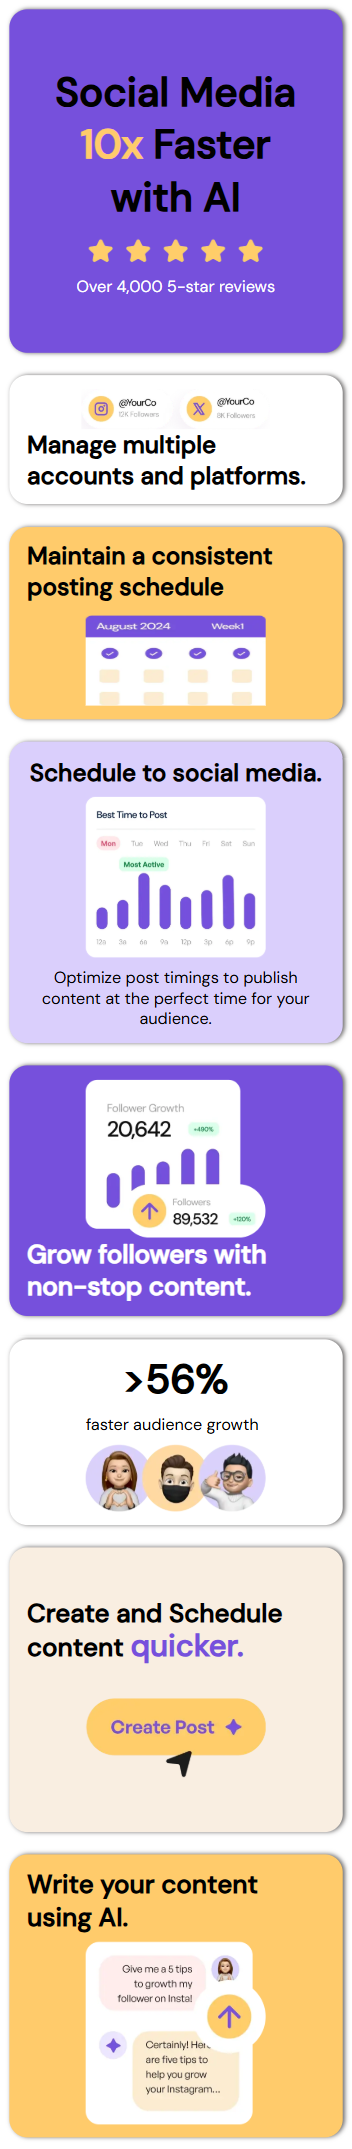 Social Media
10x Faster
with AI
Over 4,000 5-star reviews
@YourCo
12K Followers
@YourCo
8K Followers
Manage multiple
accounts and platforms.
Maintain a consistent
posting schedule
August 2024 Week1
Schedule to social media.
Best Time to Post
Mon Tue Wed Thu Fri Sat Sun
Most Active
12a 3a 6a 9a 12p 3p 6p 9p
Optimize post timings to publish
content at the perfect time for your
audience.
Follower Growth
20,642 +490%
Followers
89,532 +120%
Grow followers with
non-stop content.
>56%
faster audience growth
Create and Schedule
content quicker.
Create Post
Write your content
using AI.
Give me a 5 tips
to growth my
follower on Insta!
Certainly! Here
are five tips to
help you grow
your Instagram...